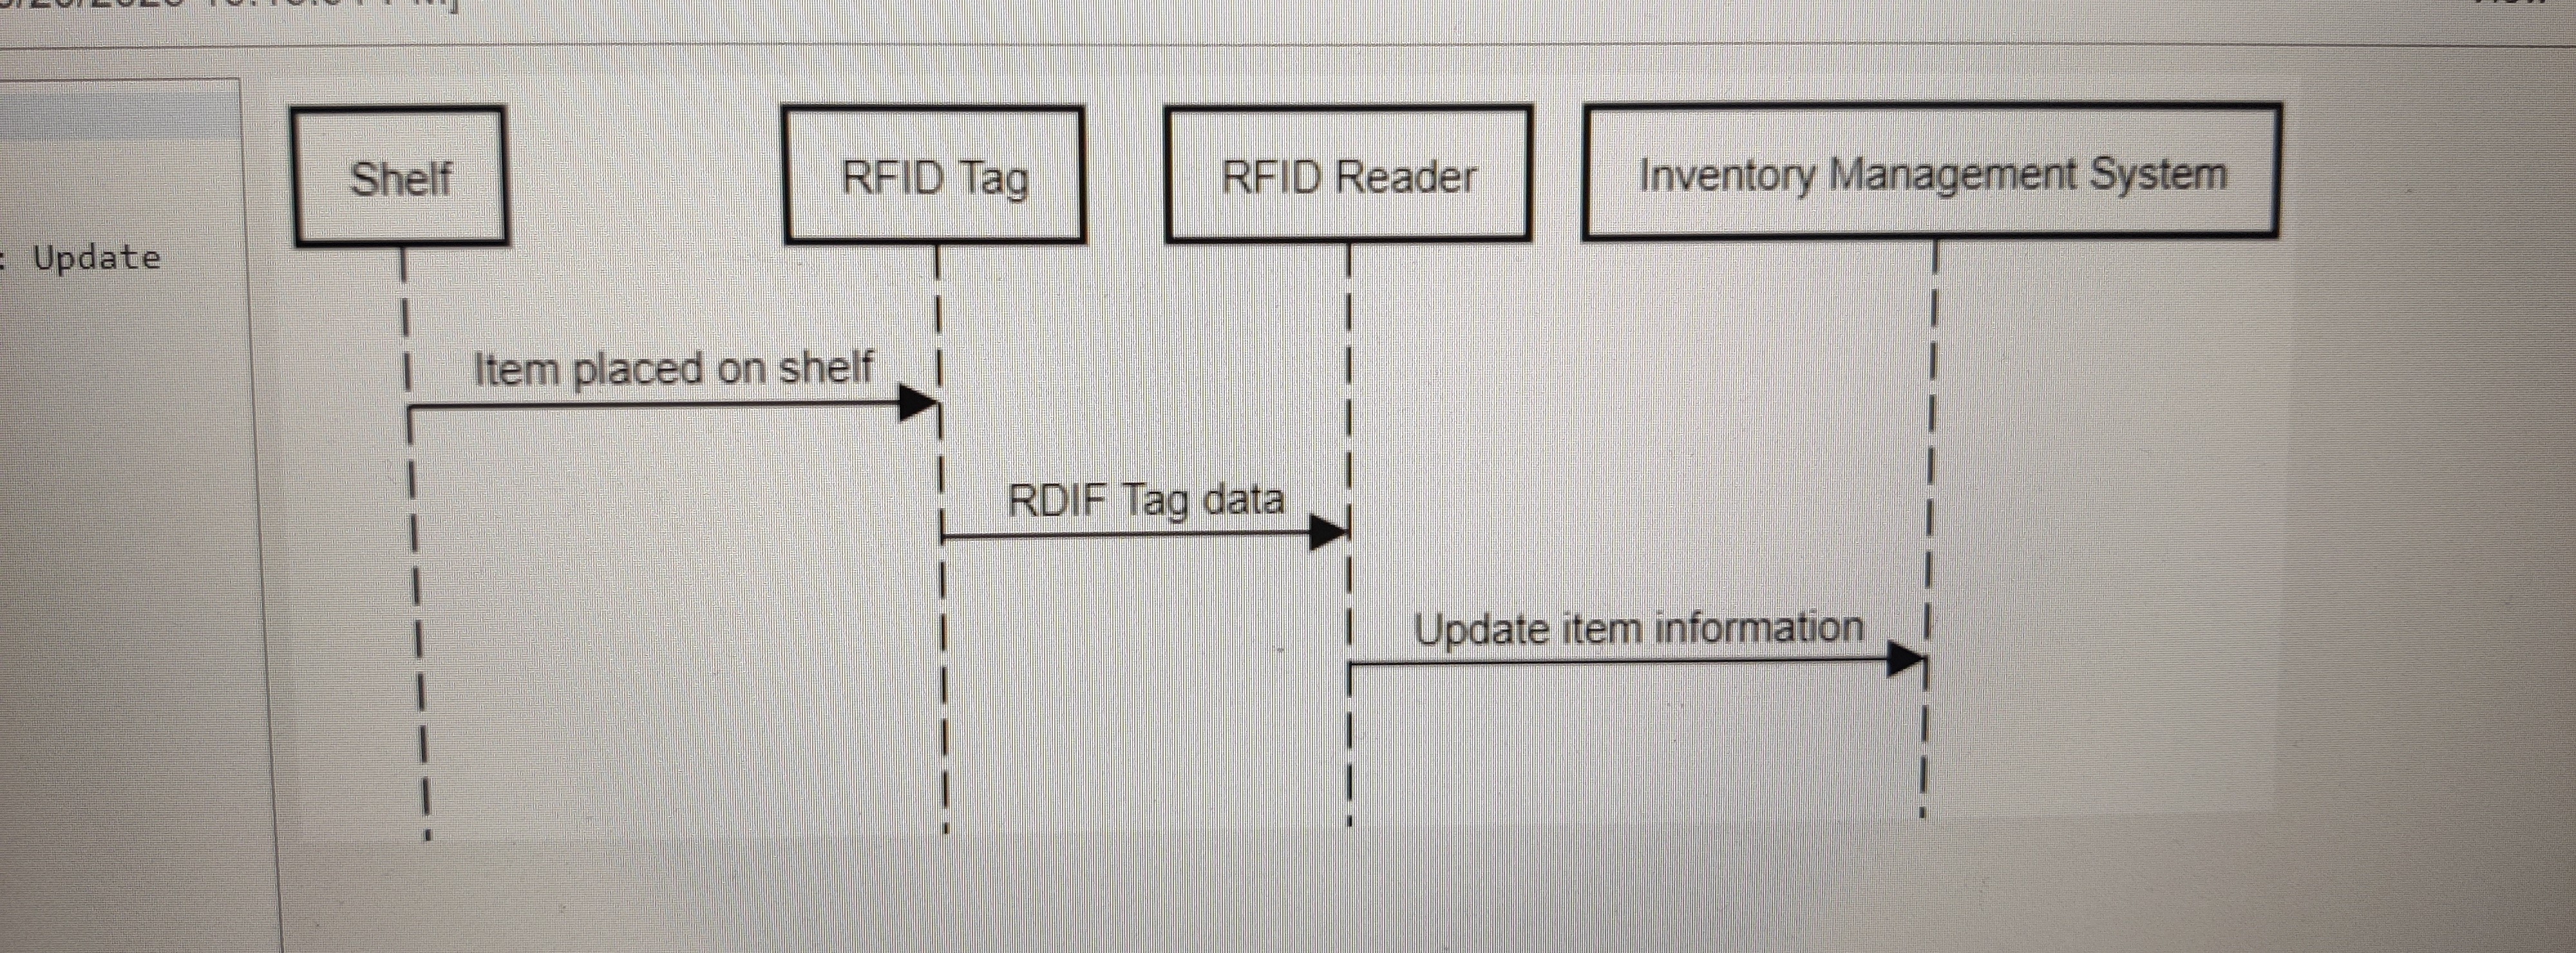 Shelf
RFID Tag
RFID Reader
Inventory Management System
: Update
Item placed on shelf
RDIF Tag data
Update item information